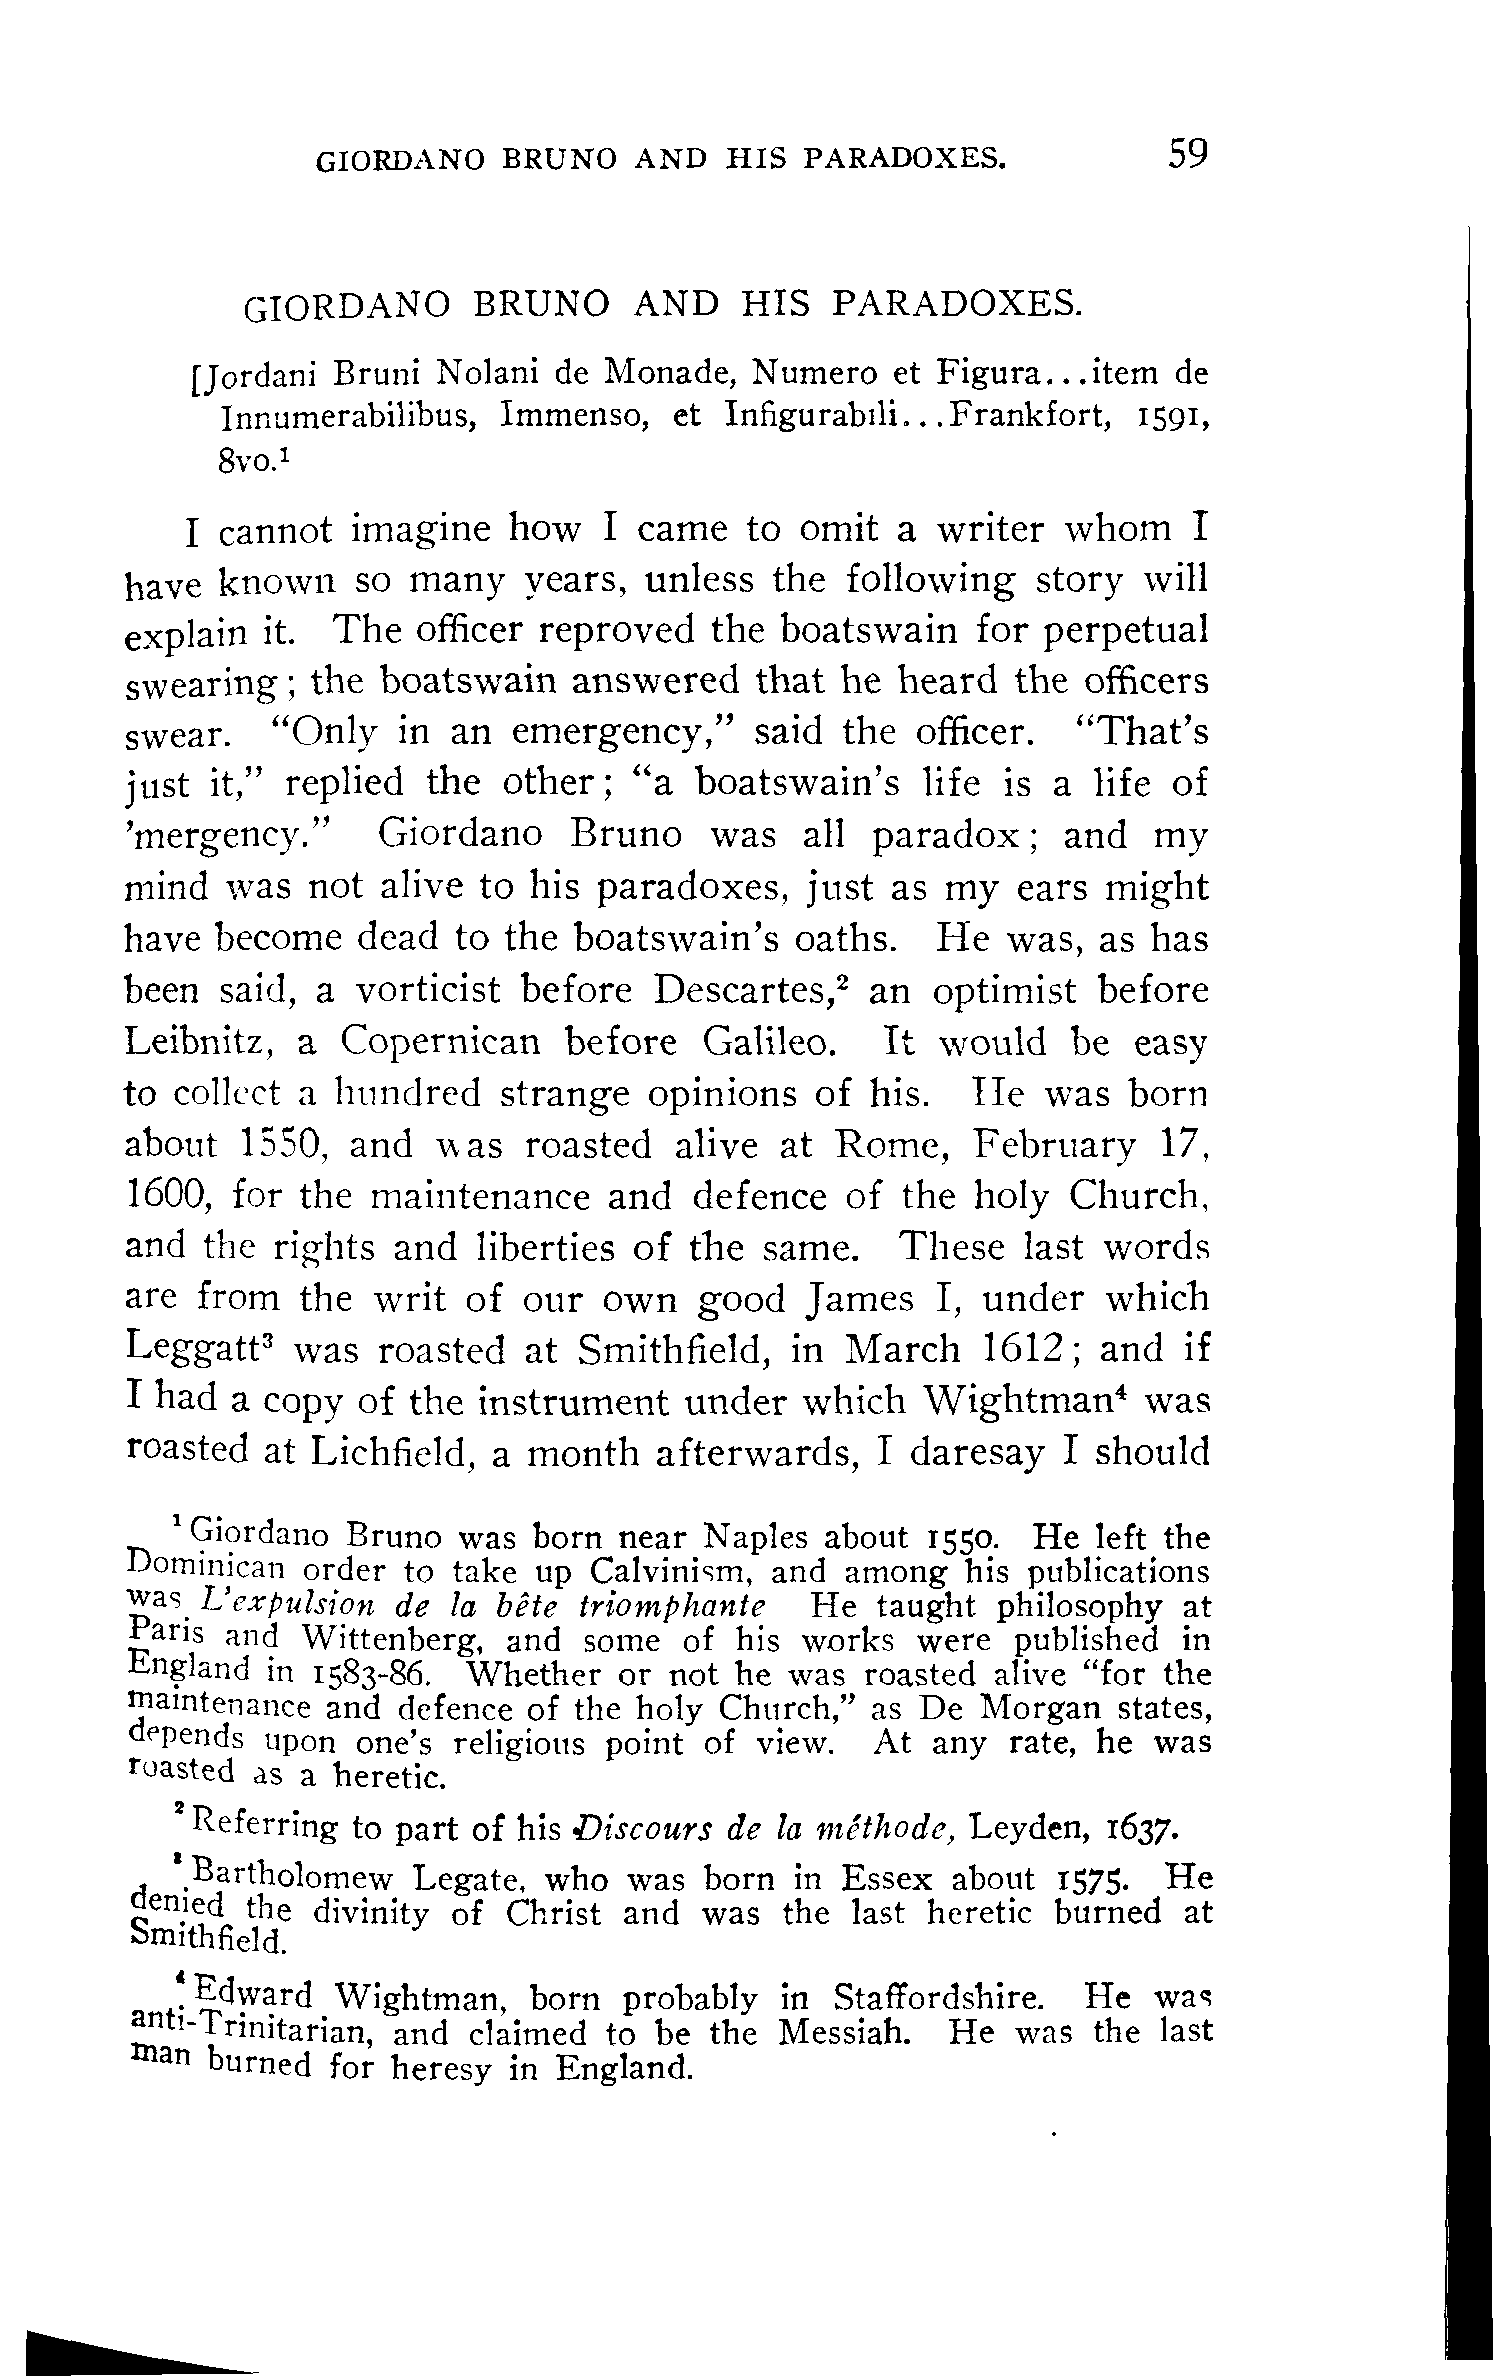 GIORDANO BRUNO AND HIS PARADOXES. 59
GIORDANO BRUNO AND HIS PARADOXES.
[Jordani Bruni Nolani de Monade, Numero et Figura...item de
Innumerabilibus, Immenso, et Infigurabili...Frankfort, 1591,
8vo.¹
I cannot imagine how I came to omit a writer whom I
have known so many years, unless the following story will
explain it. The officer reproved the boatswain for perpetual
swearing; the boatswain answered that he heard the officers
swear. “Only in an emergency,” said the officer. “That’s
just it,” replied the other; “a boatswain’s life is a life of
’mergency.” Giordano Bruno was all paradox; and my
mind was not alive to his paradoxes, just as my ears might
have become dead to the boatswain’s oaths. He was, as has
been said, a vorticist before Descartes,² an optimist before
Leibnitz, a Copernican before Galileo. It would be easy
to collect a hundred strange opinions of his. He was born
about 1550, and was roasted alive at Rome, February 17,
1600, for the maintenance and defence of the holy Church,
and the rights and liberties of the same. These last words
are from the writ of our own good James I, under which
Leggatt³ was roasted at Smithfield, in March 1612; and if
I had a copy of the instrument under which Wightman⁴ was
roasted at Lichfield, a month afterwards, I daresay I should
¹ Giordano Bruno was born near Naples about 1550. He left the
Dominican order to take up Calvinism, and among his publications
was L’expulsion de la bête triomphante He taught philosophy at
Paris and Wittenberg, and some of his works were published in
England in 1583-86. Whether or not he was roasted alive “for the
maintenance and defence of the holy Church,” as De Morgan states,
depends upon one’s religious point of view. At any rate, he was
roasted as a heretic.
² Referring to part of his Discours de la méthode, Leyden, 1637.
³ Bartholomew Legate, who was born in Essex about 1575. He
denied the divinity of Christ and was the last heretic burned at
Smithfield.
⁴ Edward Wightman, born probably in Staffordshire. He was
anti-Trinitarian, and claimed to be the Messiah. He was the last
man burned for heresy in England.